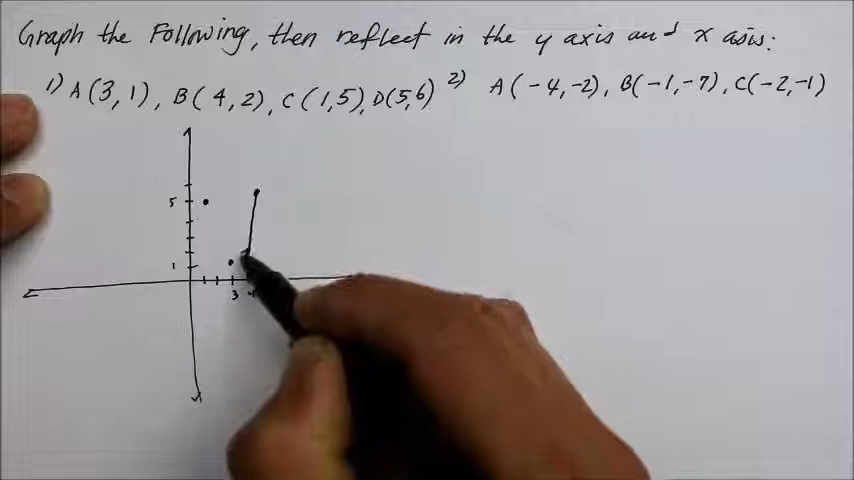 Graph the Following, then reflect in the y axis and x asis:
1) A(3, 1), B(4, 2), C(1,5), D(5,6) 2) A(-4,-2), B(-1,-7), C(-2,-1)
5
1
3 4